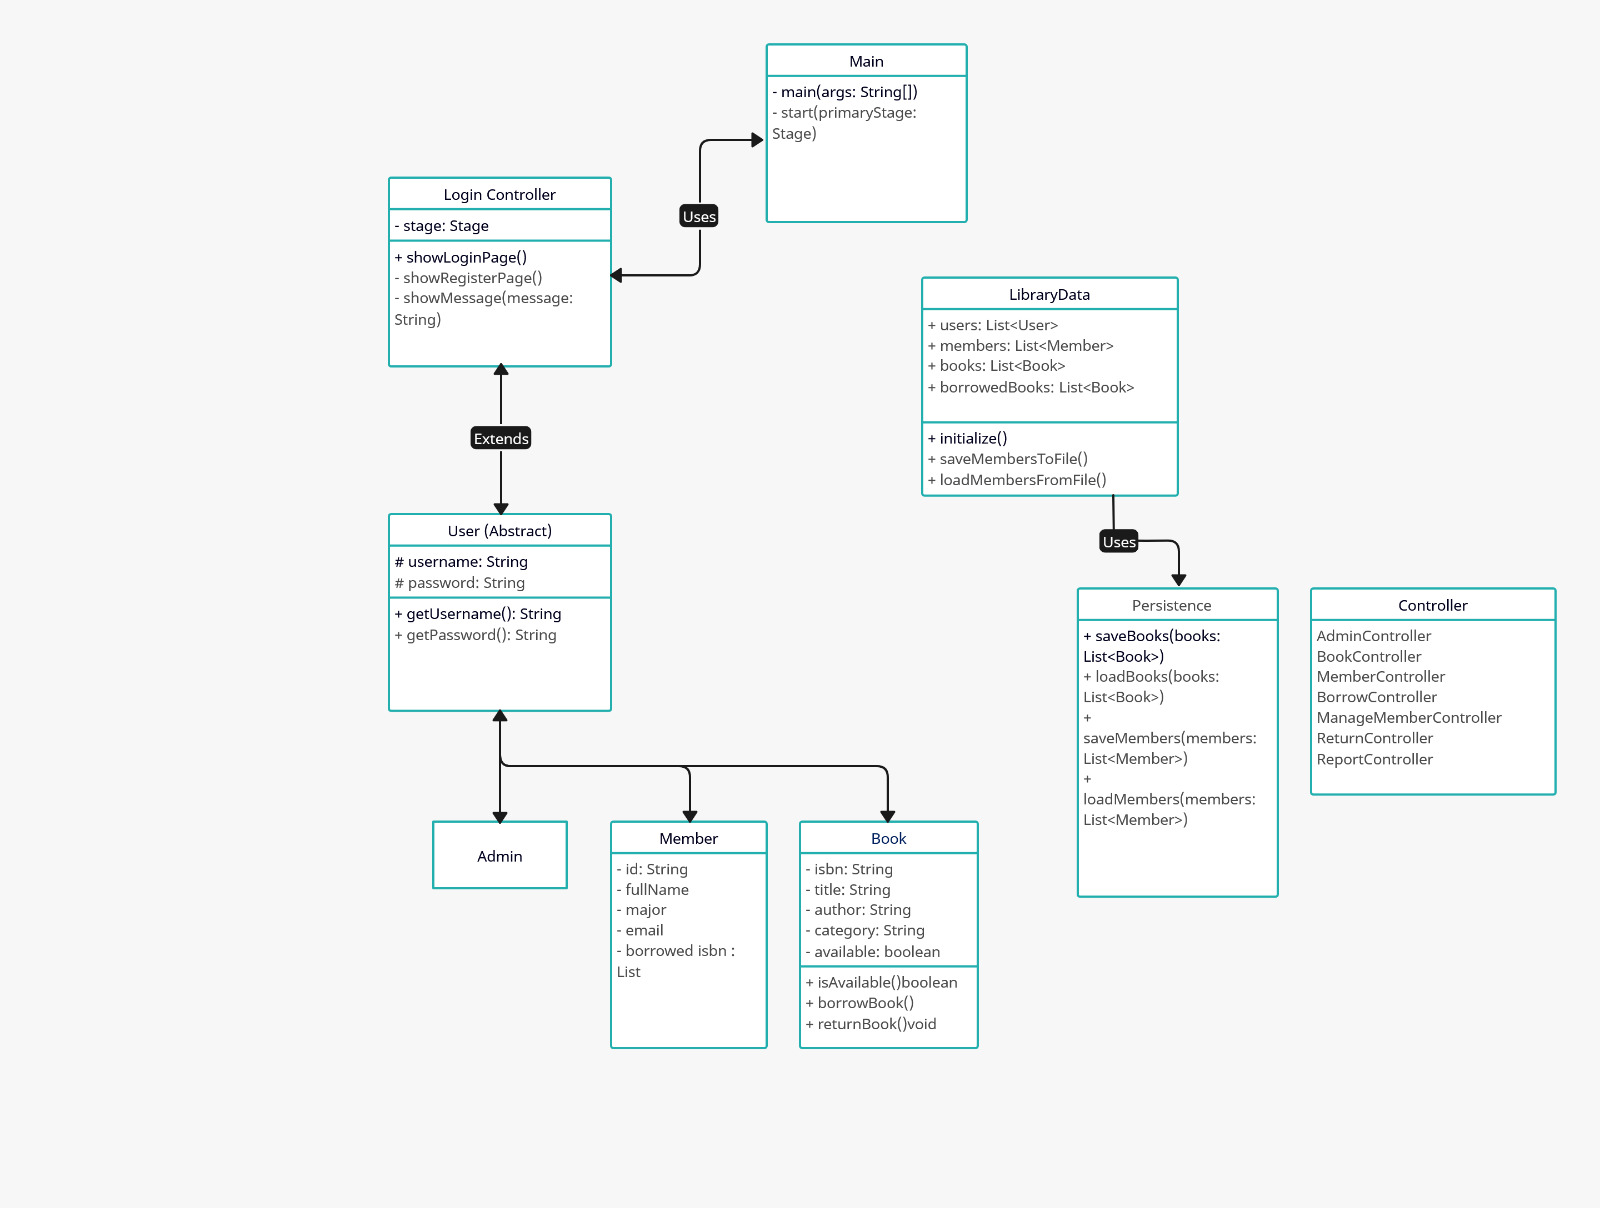 Main
- main(args: String[])
- start(primaryStage:
Stage)
Login Controller
- stage: Stage
+ showLoginPage()
- showRegisterPage()
- showMessage(message:
String)
Uses
LibraryData
+ users: List<User>
+ members: List<Member>
+ books: List<Book>
+ borrowedBooks: List<Book>
+ initialize()
+ saveMembersToFile()
+ loadMembersFromFile()
Extends
Uses
User (Abstract)
# username: String
# password: String
+ getUsername(): String
+ getPassword(): String
Persistence
+ saveBooks(books:
List<Book>)
+ loadBooks(books:
List<Book>)
+
saveMembers(members:
List<Member>)
+
loadMembers(members:
List<Member>)
Controller
AdminController
BookController
MemberController
BorrowController
ManageMemberController
ReturnController
ReportController
Admin
Member
- id: String
- fullName
- major
- email
- borrowed isbn :
List
Book
- isbn: String
- title: String
- author: String
- category: String
- available: boolean
+ isAvailable()boolean
+ borrowBook()
+ returnBook()void